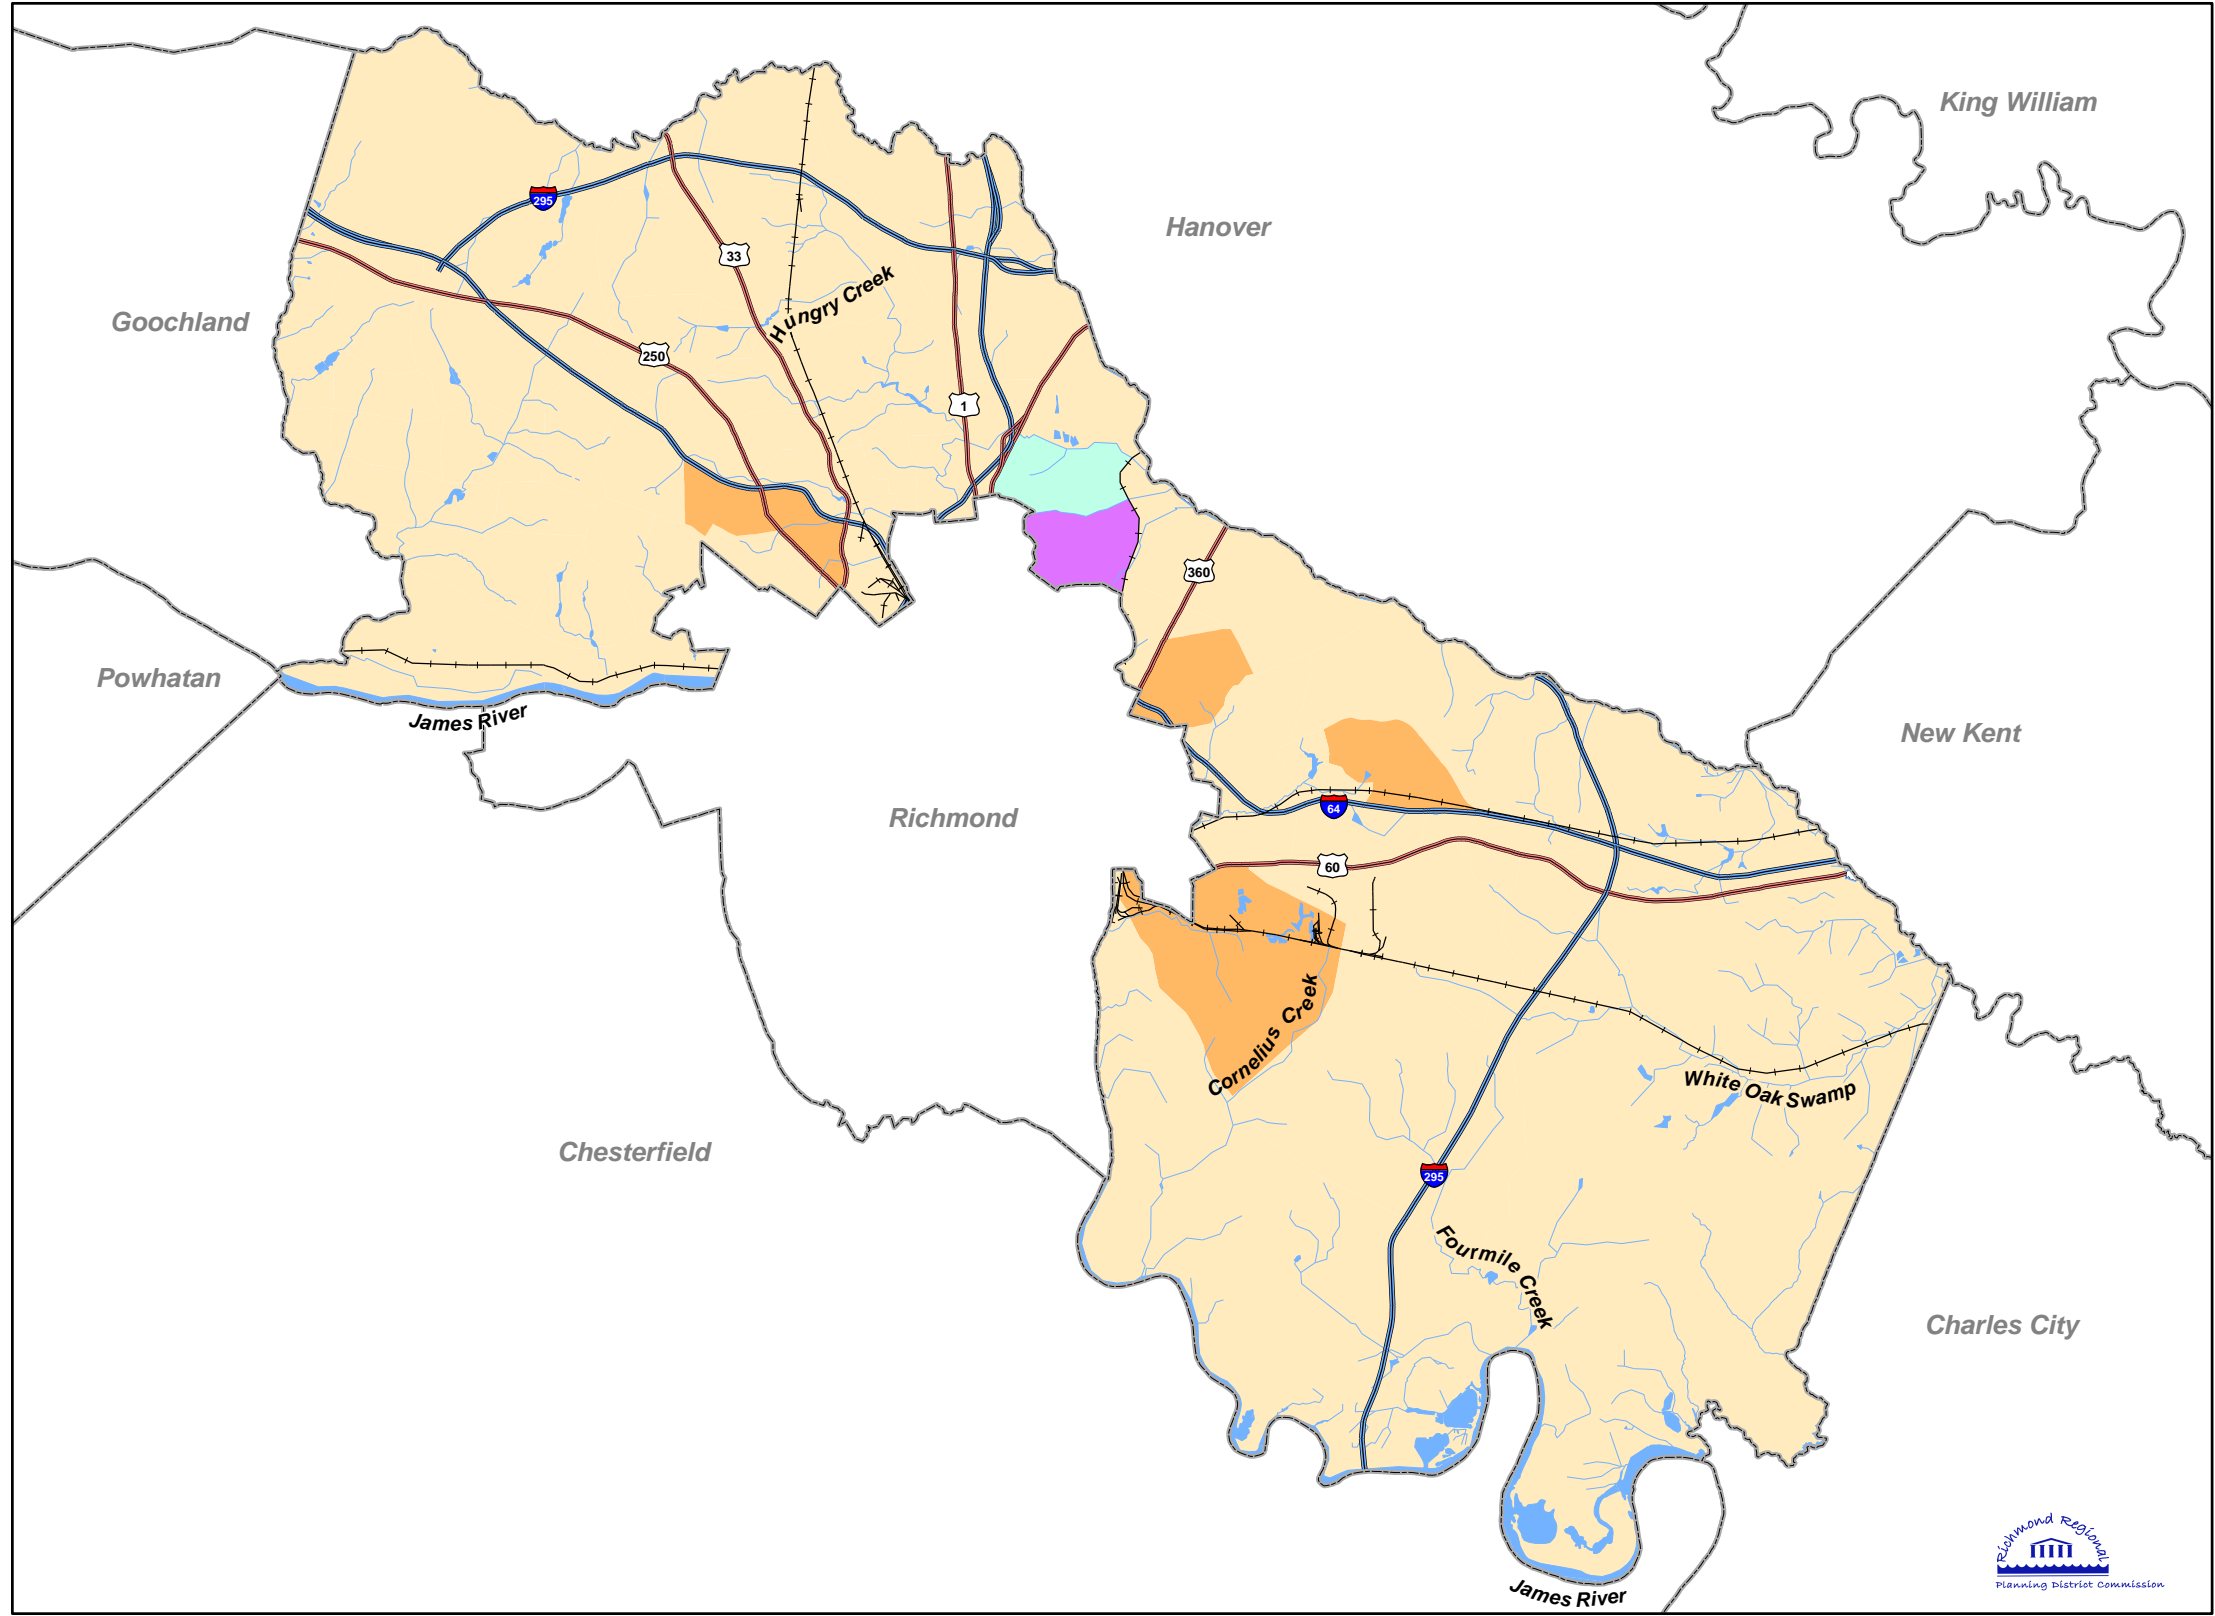 King William
295
Hanover
33
Hungry Creek
Goochland
250
1
360
Powhatan
James River
New Kent
Richmond
64
60
Cornelius Creek
White Oak Swamp
Chesterfield
295
Fourmile Creek
Charles City
Richmond Regional
Planning District Commission
James River